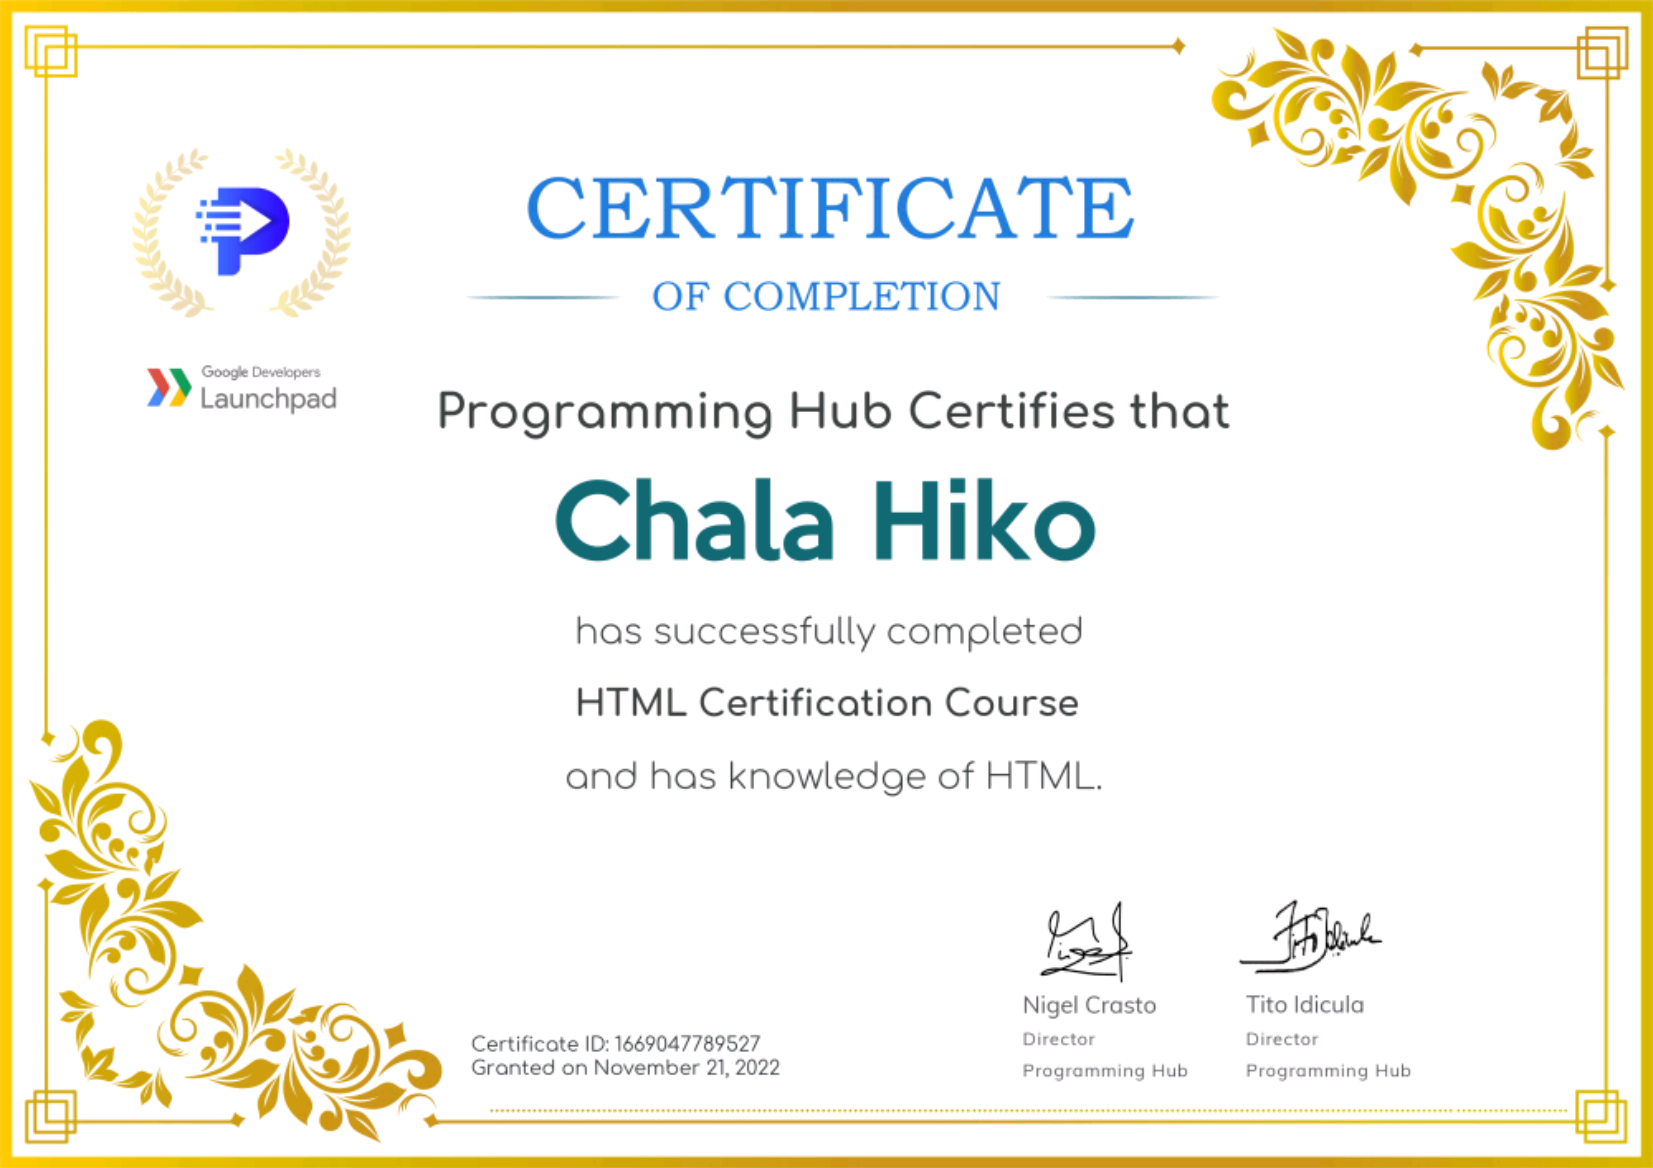 CERTIFICATE
OF COMPLETION
Google Developers
Launchpad
Programming Hub Certifies that
Chala Hiko
has successfully completed
HTML Certification Course
and has knowledge of HTML.
Nigel Crasto
Director
Programming Hub
Tito Idicula
Director
Programming Hub
Certificate ID: 1669047789527
Granted on November 21, 2022